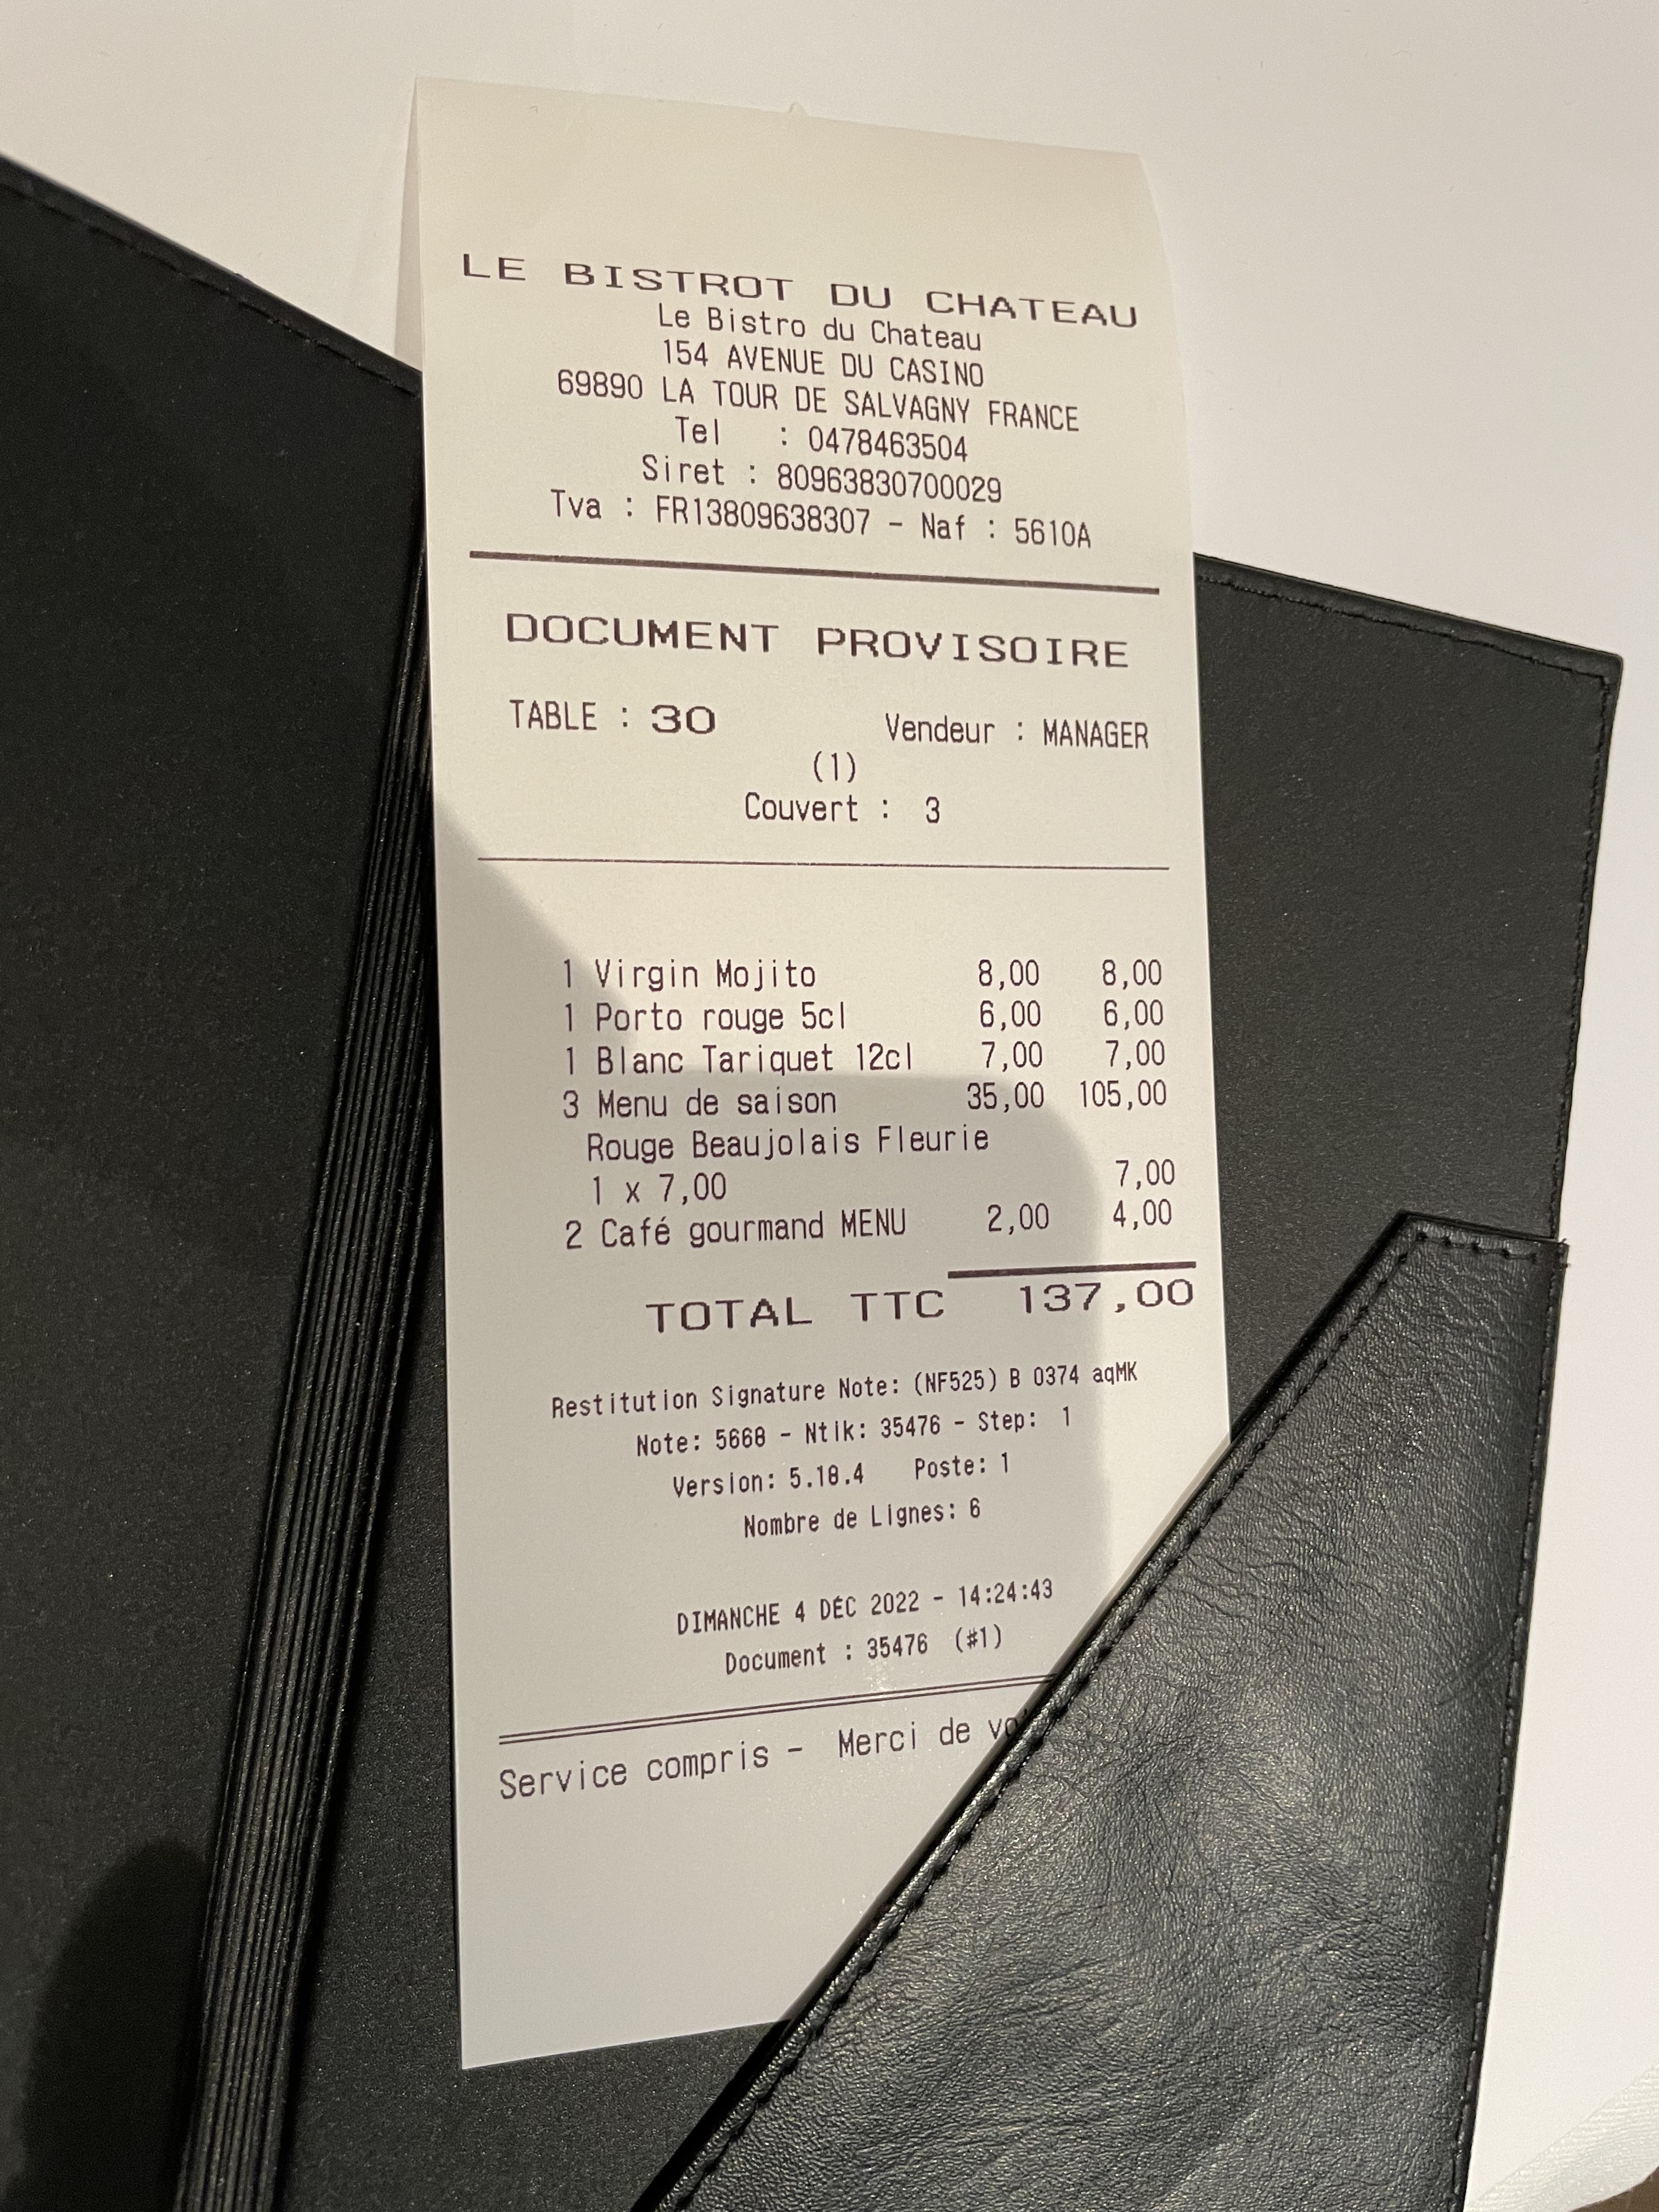 LE BISTROT DU CHATEAU
Le Bistro du Chateau
154 AVENUE DU CASINO
69890 LA TOUR DE SALVAGNY FRANCE
Tel : 0478463504
Siret : 80963830700029
Tva : FR13809638307 - Naf : 5610A
DOCUMENT PROVISOIRE
TABLE : 30 Vendeur : MANAGER
(1)
Couvert : 3
1 Virgin Mojito 8,00 8,00
1 Porto rouge 5cl 6,00 6,00
1 Blanc Tariquet 12cl 7,00 7,00
3 Menu de saison 35,00 105,00
Rouge Beaujolais Fleurie
1 x 7,00 7,00
2 Café gourmand MENU 2,00 4,00
TOTAL TTC 137,00
Restitution Signature Note: (NF525) B 0374 aqMK
Note: 5668 - Ntik: 35476 - Step: 1
Version: 5.18.4 Poste: 1
Nombre de Lignes: 6
DIMANCHE 4 DÉC 2022 - 14:24:43
Document : 35476 (#1)
Service compris - Merci de